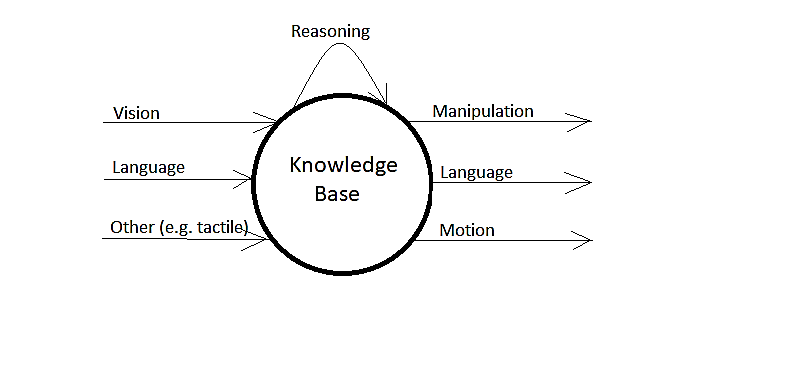 Reasoning
Vision
Manipulation
Language
Knowledge
Base
Language
Other (e.g. tactile)
Motion